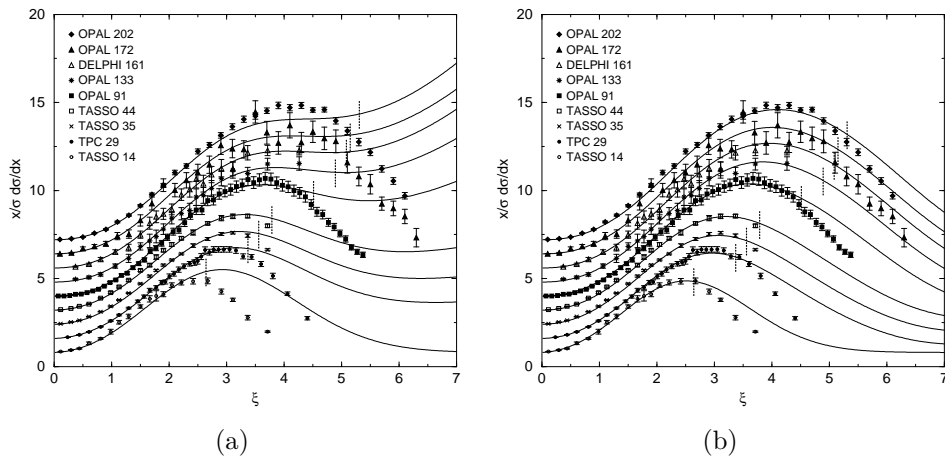 20
15
10
5
0
x/σ dσ/dx
OPAL 202
OPAL 172
DELPHI 161
OPAL 133
OPAL 91
TASSO 44
TASSO 35
TPC 29
TASSO 14
0 1 2 3 4 5 6 7
ξ
(a)
20
15
10
5
0
x/σ dσ/dx
OPAL 202
OPAL 172
DELPHI 161
OPAL 133
OPAL 91
TASSO 44
TASSO 35
TPC 29
TASSO 14
0 1 2 3 4 5 6 7
ξ
(b)